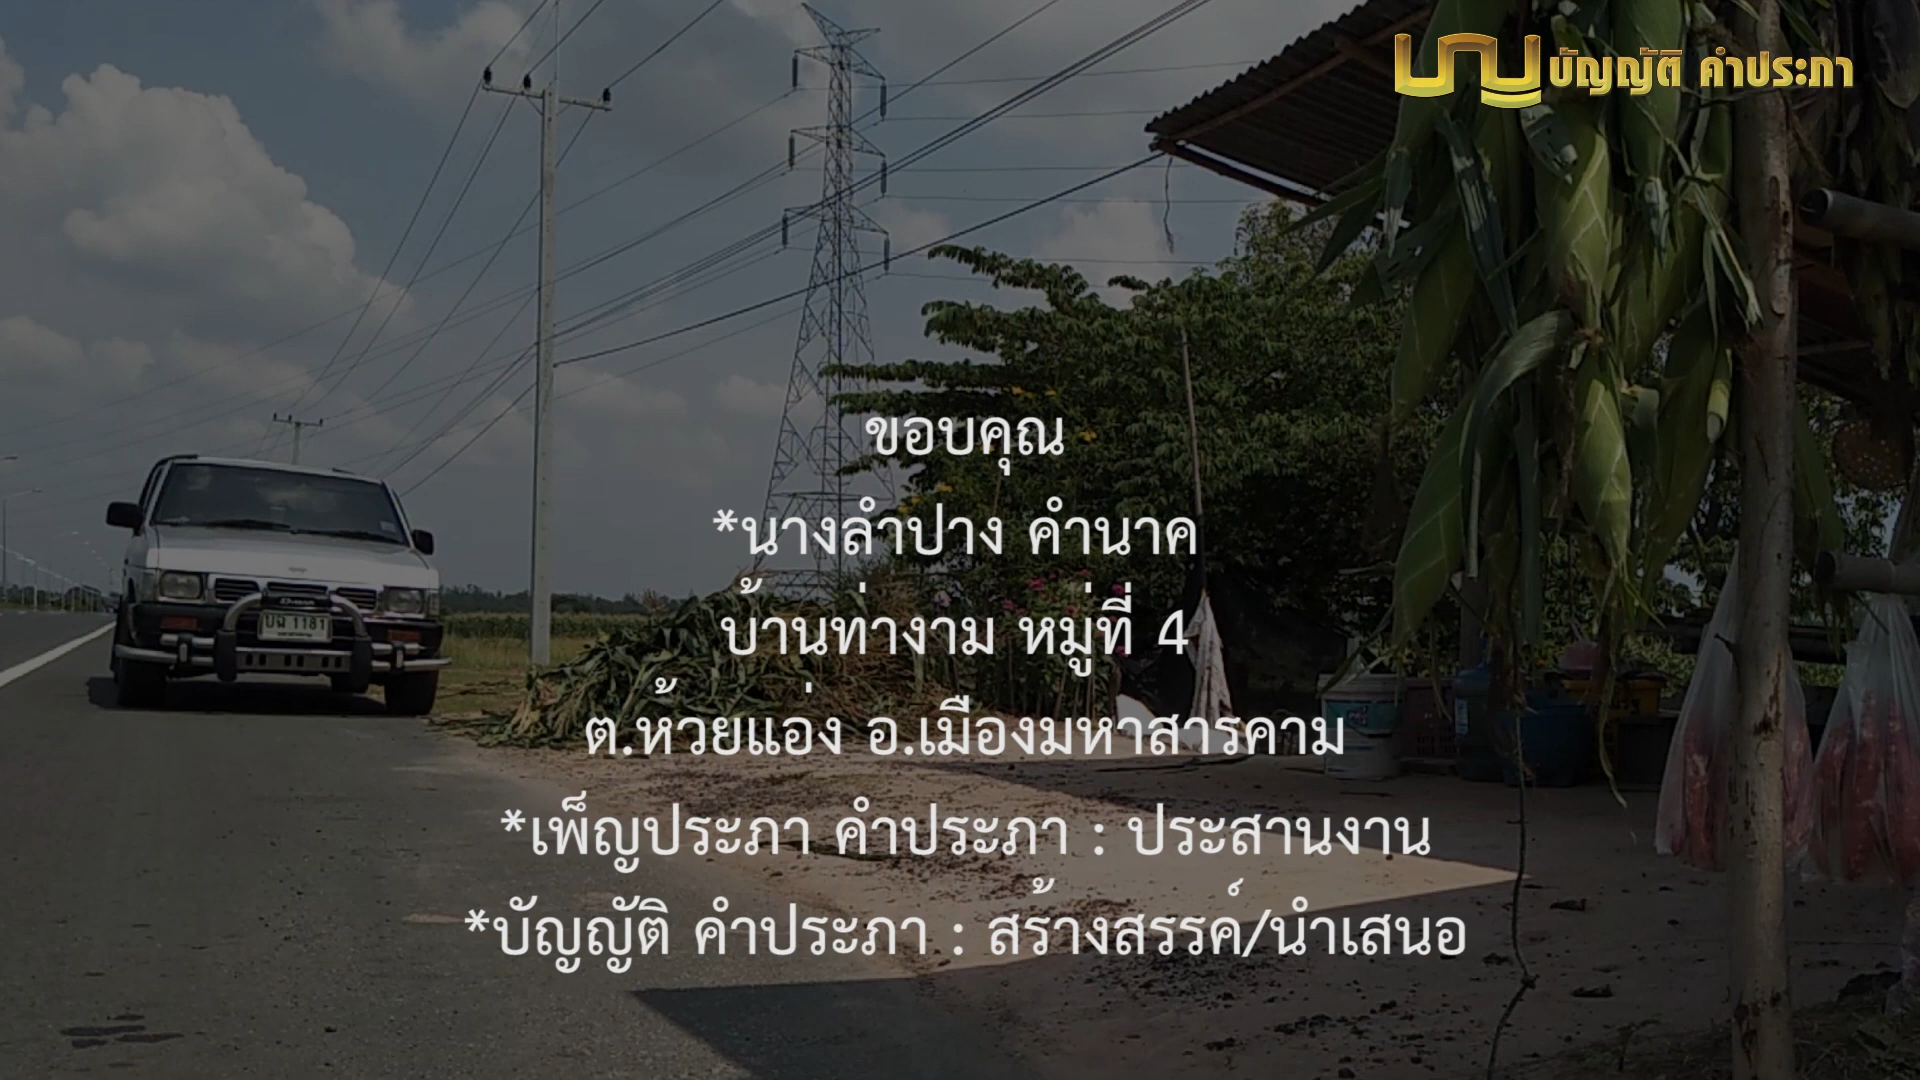 บัญญัติ คำประภา
ขอบคุณ
*นางลำปาง คำนาค
บ้านท่างาม หมู่ที่ 4
ต.ห้วยแอ่ง อ.เมืองมหาสารคาม
*เพ็ญประภา คำประภา : ประสานงาน
*บัญญัติ คำประภา : สร้างสรรค์/นำเสนอ
1181